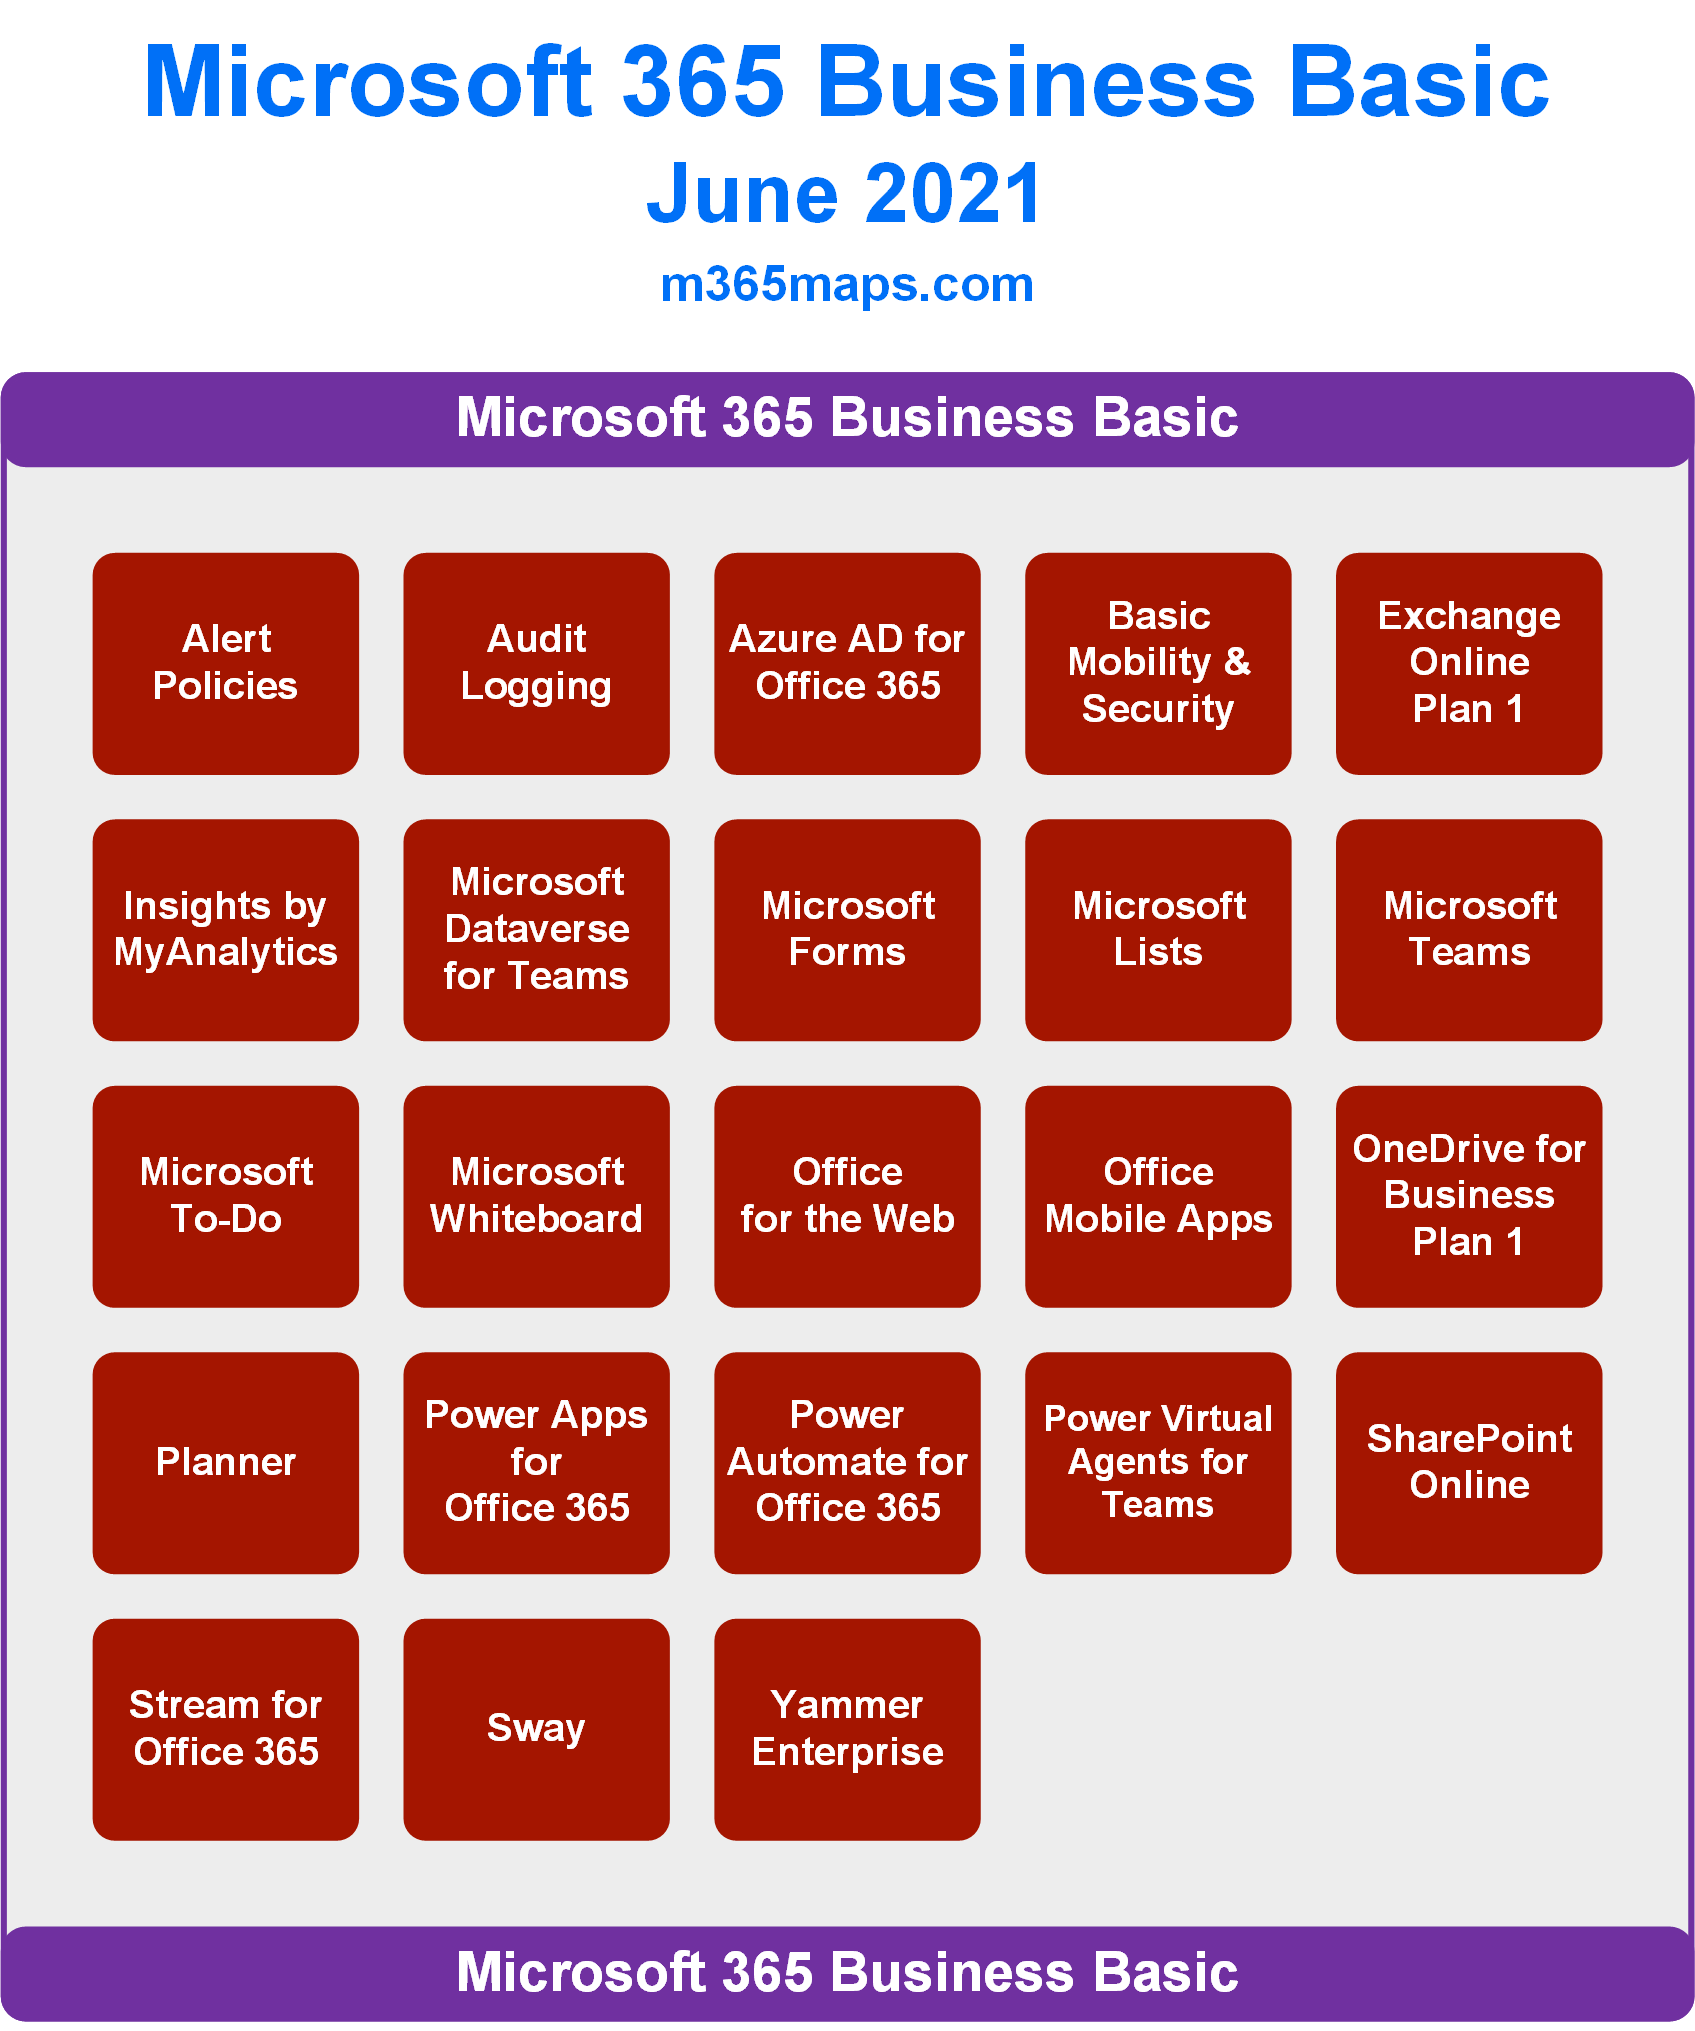 Microsoft 365 Business Basic
June 2021
m365maps.com
Microsoft 365 Business Basic
Alert
Policies
Audit
Logging
Azure AD for
Office 365
Basic
Mobility &
Security
Exchange
Online
Plan 1
Insights by
MyAnalytics
Microsoft
Dataverse
for Teams
Microsoft
Forms
Microsoft
Lists
Microsoft
Teams
Microsoft
To-Do
Microsoft
Whiteboard
Office
for the Web
Office
Mobile Apps
OneDrive for
Business
Plan 1
Planner
Power Apps
for
Office 365
Power
Automate for
Office 365
Power Virtual
Agents for
Teams
SharePoint
Online
Stream for
Office 365
Sway
Yammer
Enterprise
Microsoft 365 Business Basic